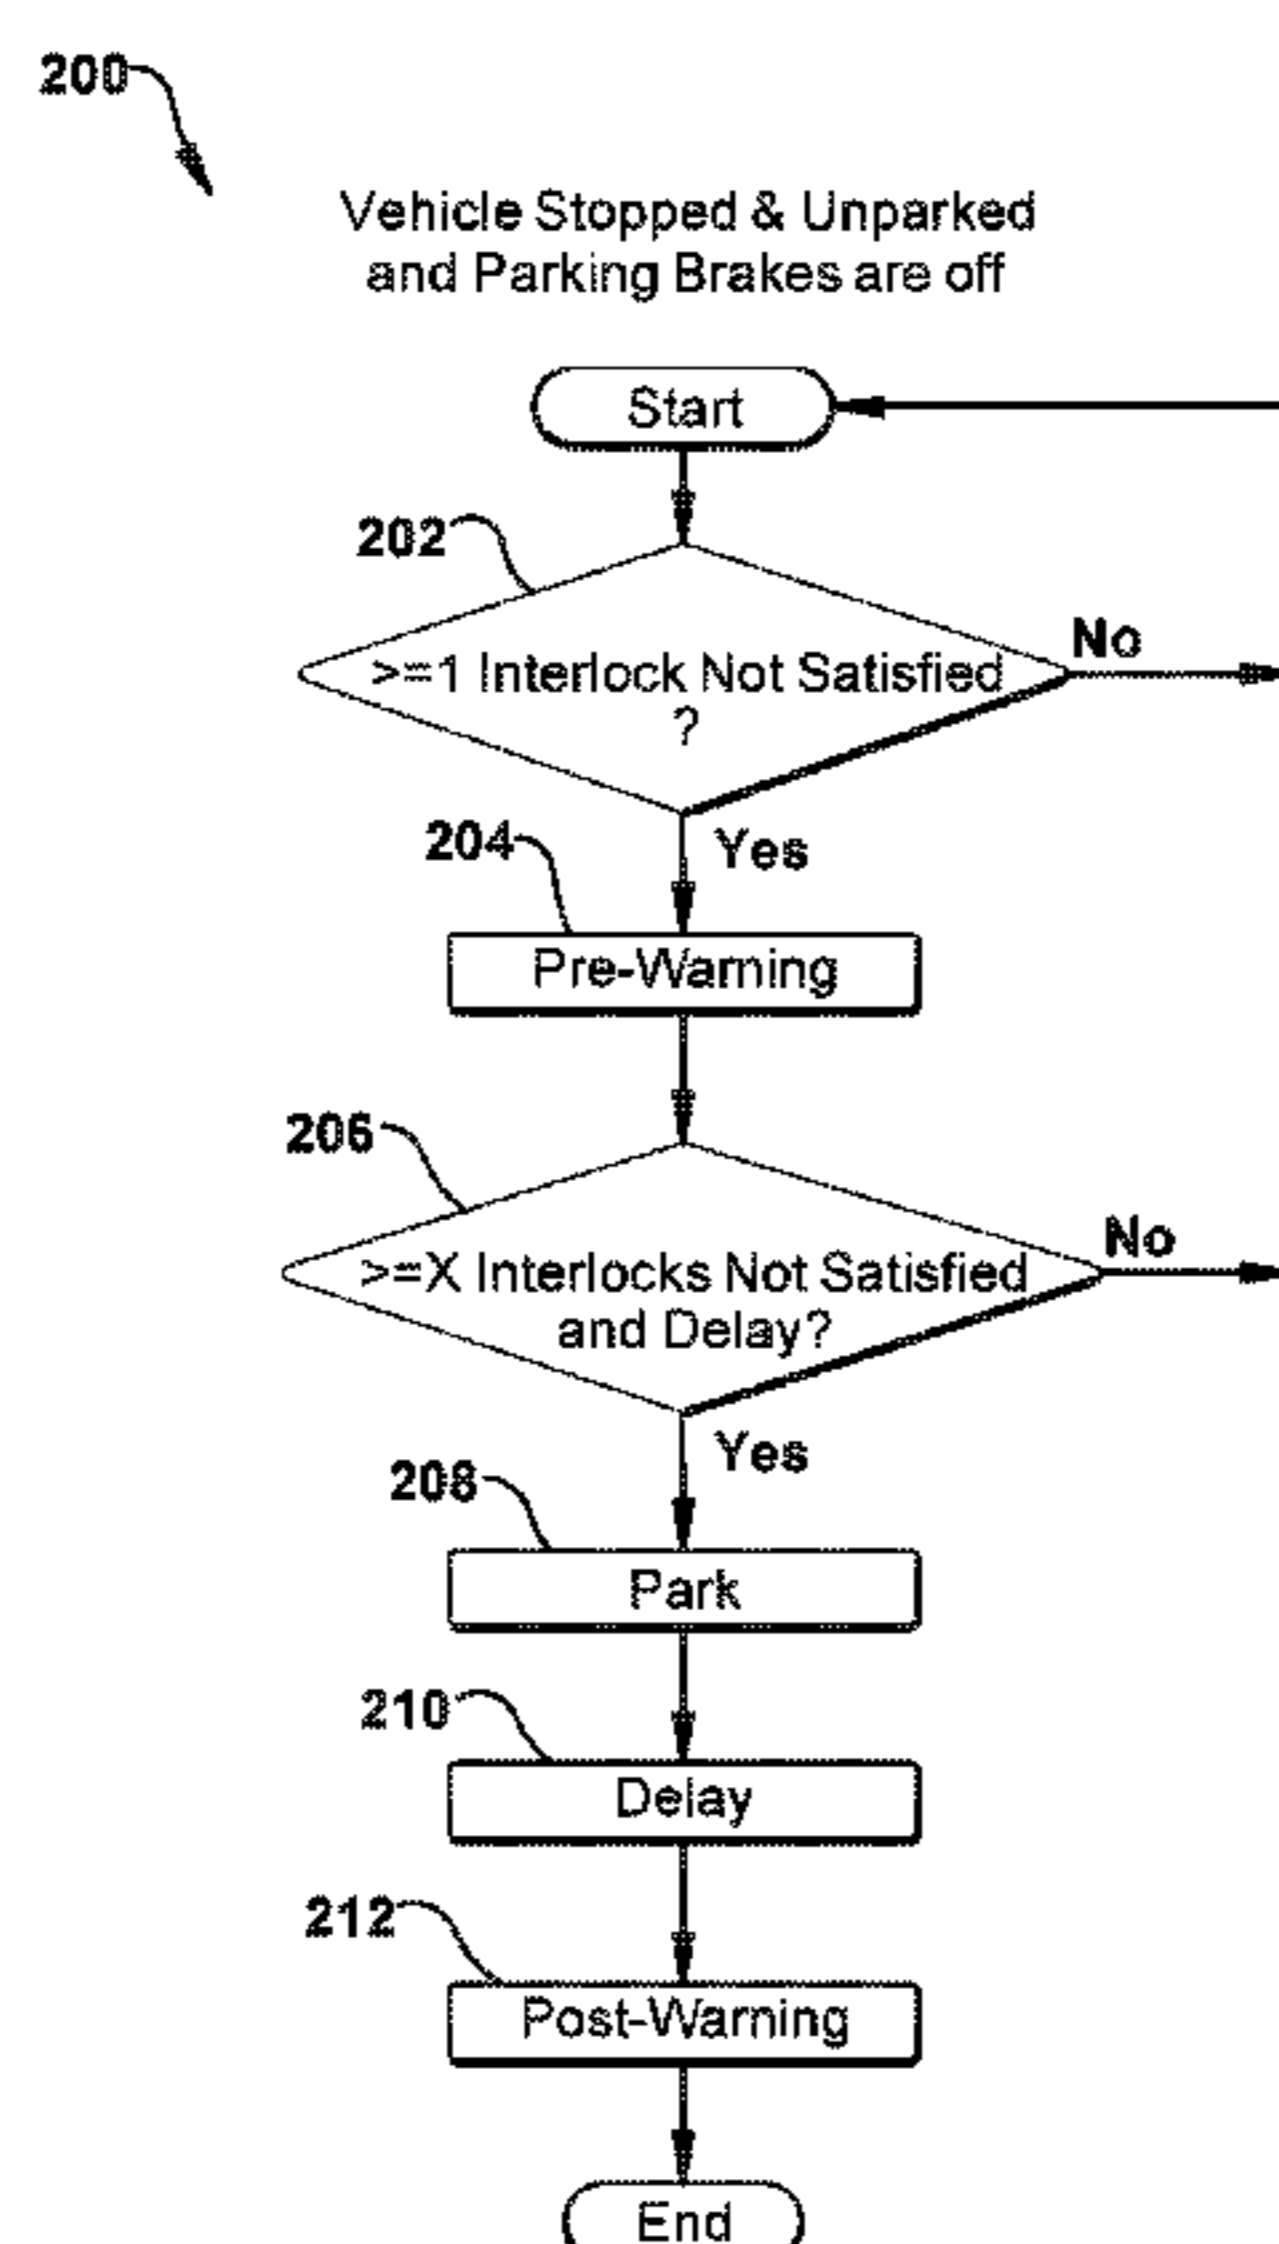 200
Vehicle Stopped & Unparked
and Parking Brakes are off
Start
202
>=1 Interlock Not Satisfied
?
No
Yes
204
Pre-Warning
206
>=X Interlocks Not Satisfied
and Delay?
No
Yes
208
Park
210
Delay
212
Post-Warning
End